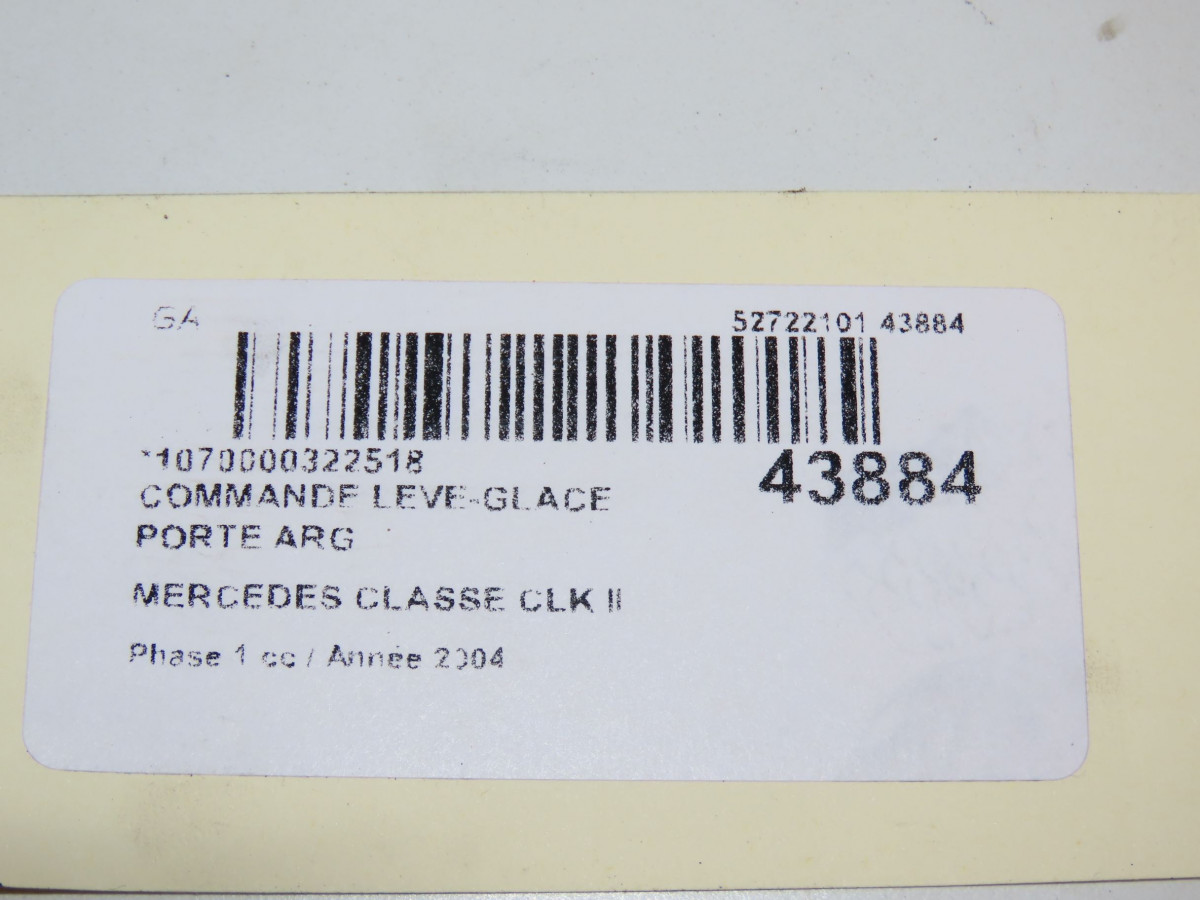 GA
52722101 43884
*1070000322518
43884
COMMANDE LEVE-GLACE
PORTE ARG
MERCEDES CLASSE CLK II
Phase 1 cc / Année 2004